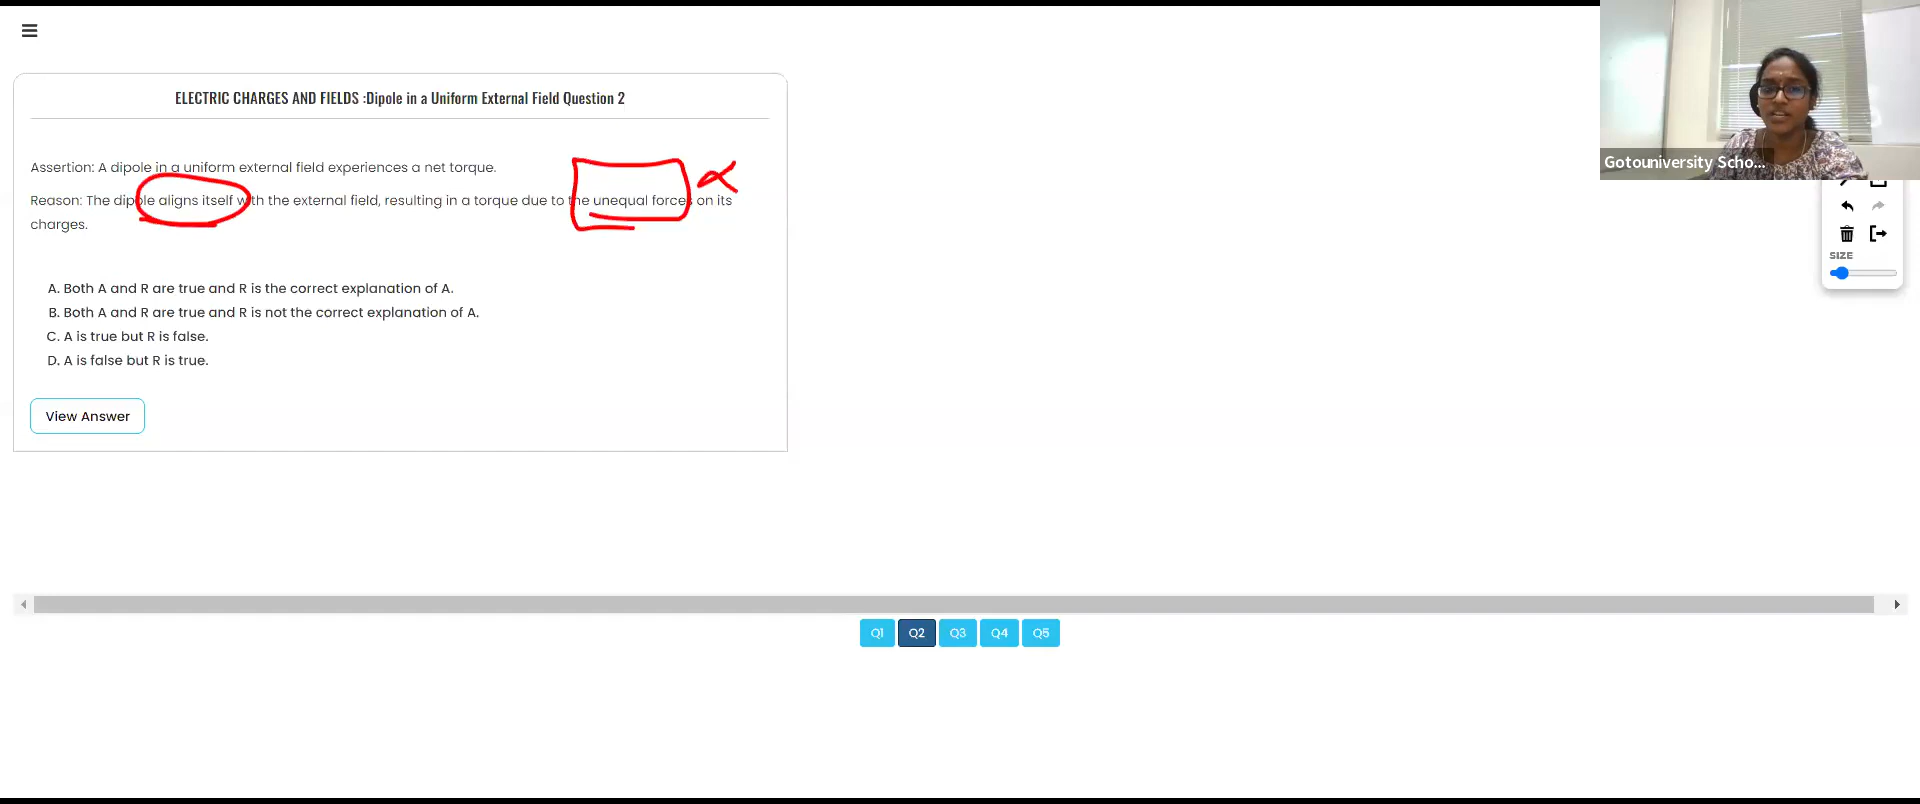 ELECTRIC CHARGES AND FIELDS :Dipole in a Uniform External Field Question 2
Assertion: A dipole in a uniform external field experiences a net torque.
Reason: The dipole aligns itself with the external field, resulting in a torque due to the unequal forces on its
charges.
A. Both A and R are true and R is the correct explanation of A.
B. Both A and R are true and R is not the correct explanation of A.
C. A is true but R is false.
D. A is false but R is true.
View Answer
Gotouniversity Scho...
SIZE
Q1 Q2 Q3 Q4 Q5